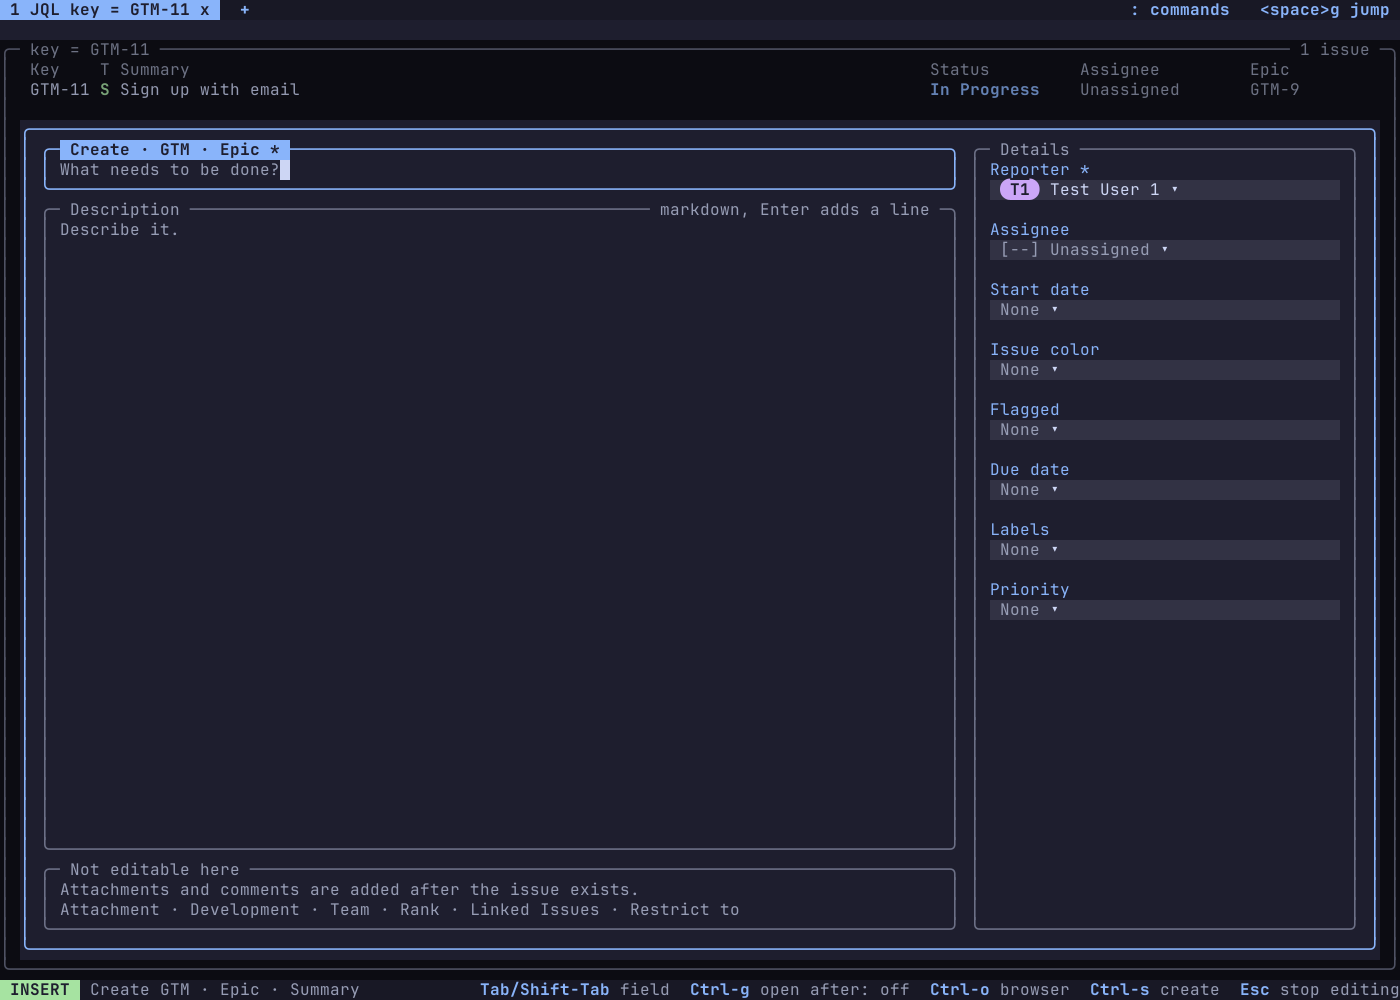 1 JQL key = GTM-11 x + : commands <space>g jump
key = GTM-11 1 issue
Key T Summary Status Assignee Epic
GTM-11 S Sign up with email In Progress Unassigned GTM-9
Create · GTM · Epic *
What needs to be done?
Description markdown, Enter adds a line
Describe it.
Not editable here
Attachments and comments are added after the issue exists.
Attachment · Development · Team · Rank · Linked Issues · Restrict to
Details
Reporter *
T1 Test User 1 ▾
Assignee
[--] Unassigned ▾
Start date
None ▾
Issue color
None ▾
Flagged
None ▾
Due date
None ▾
Labels
None ▾
Priority
None ▾
INSERT Create GTM · Epic · Summary Tab/Shift-Tab field Ctrl-g open after: off Ctrl-o browser Ctrl-s create Esc stop editing